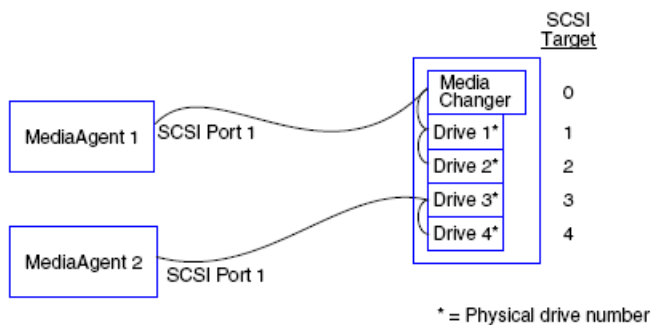 SCSI
Target
Media
Changer
0
MediaAgent 1
SCSI Port 1
Drive 1*
1
Drive 2*
2
Drive 3*
3
Drive 4*
4
MediaAgent 2
SCSI Port 1
* = Physical drive number